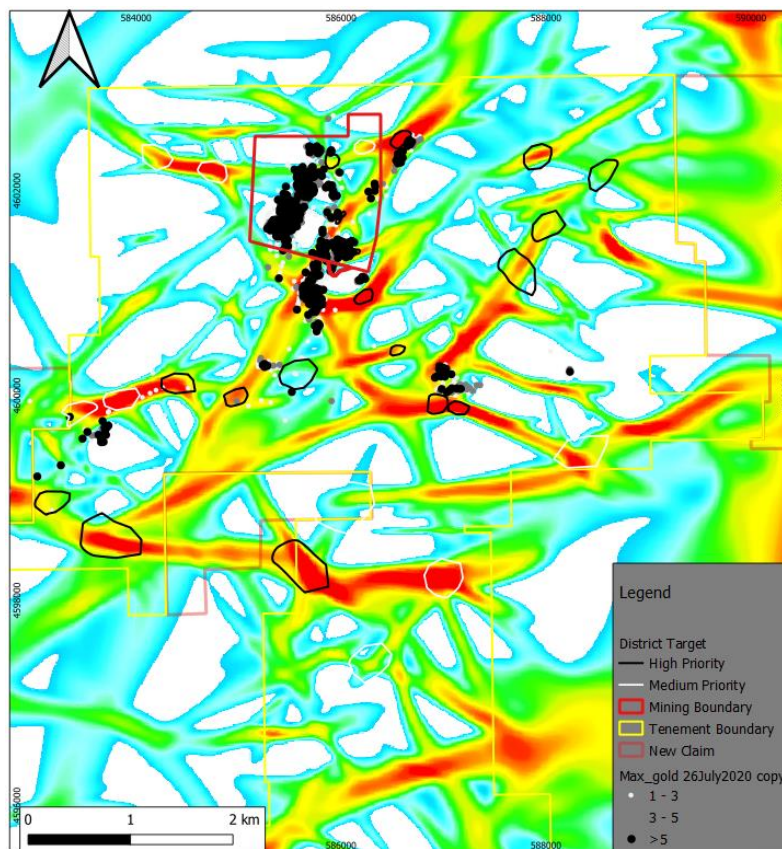 584000
586000
588000
590000
4602000
4600000
4598000
4596000
586000
588000
0 1 2 km
Legend
District Target
High Priority
Medium Priority
Mining Boundary
Tenement Boundary
New Claim
Max_gold 26July2020 copy
1 - 3
3 - 5
>5